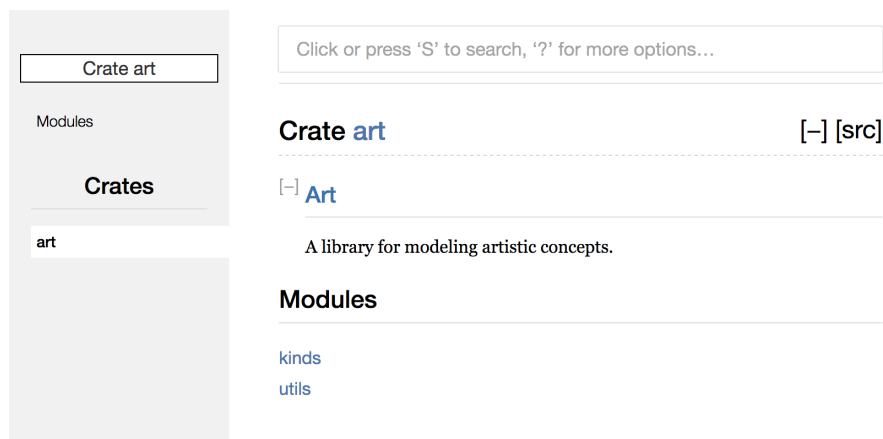 Crate art
Modules
Crates
art
Click or press ‘S’ to search, ‘?’ for more options…
Crate art [–] [src]
[–] Art
A library for modeling artistic concepts.
Modules
kinds
utils